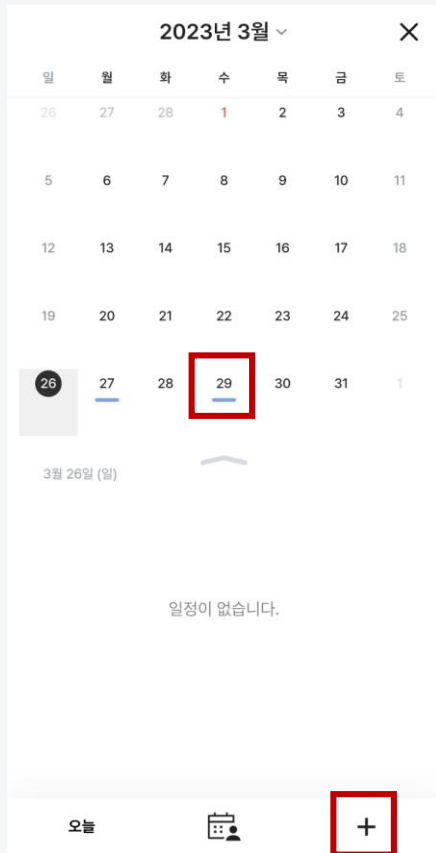 2023년 3월
일 월 화 수 목 금 토
26 27 28 1 2 3 4
5 6 7 8 9 10 11
12 13 14 15 16 17 18
19 20 21 22 23 24 25
26 27 28 29 30 31 1
3월 26일 (일)
일정이 없습니다.
오늘